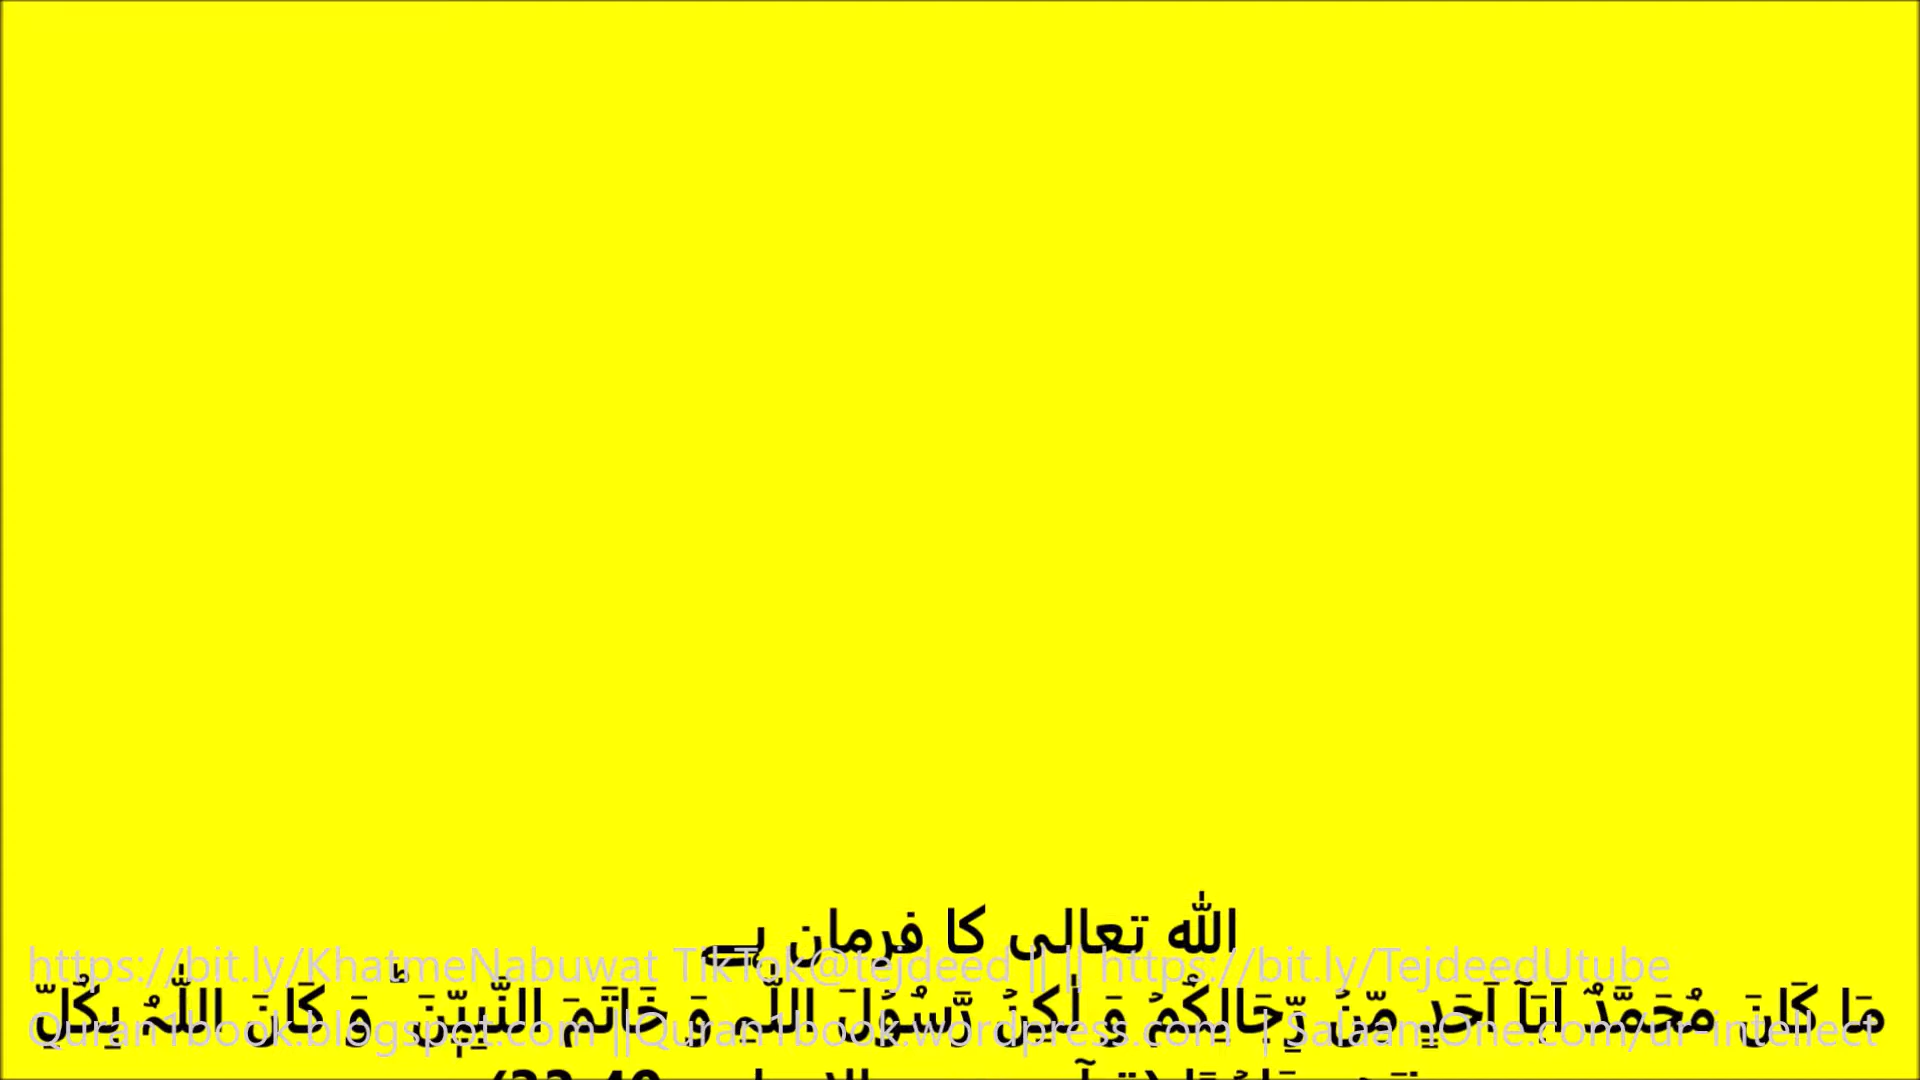 اللہ تعالی کا فرمان ہے
https://bit.ly/KhatmeNabuwat TikTok@tejdeed || || https://bit.ly/TejdeedUtube
مَا کَانَ مُحَمَّدٌ اَبَاۤ اَحَدٍ مِّنۡ رِّجَالِکُمۡ وَ لٰکِنۡ رَّسُوۡلَ اللّٰہِ وَ خَاتَمَ النَّبِیّٖنَ ؕ وَ کَانَ اللّٰہُ بِکُلِّ
Quran1book.blogspot.com ||Quran1book.wordpress.com | SalaamOne.com/ur-intellect